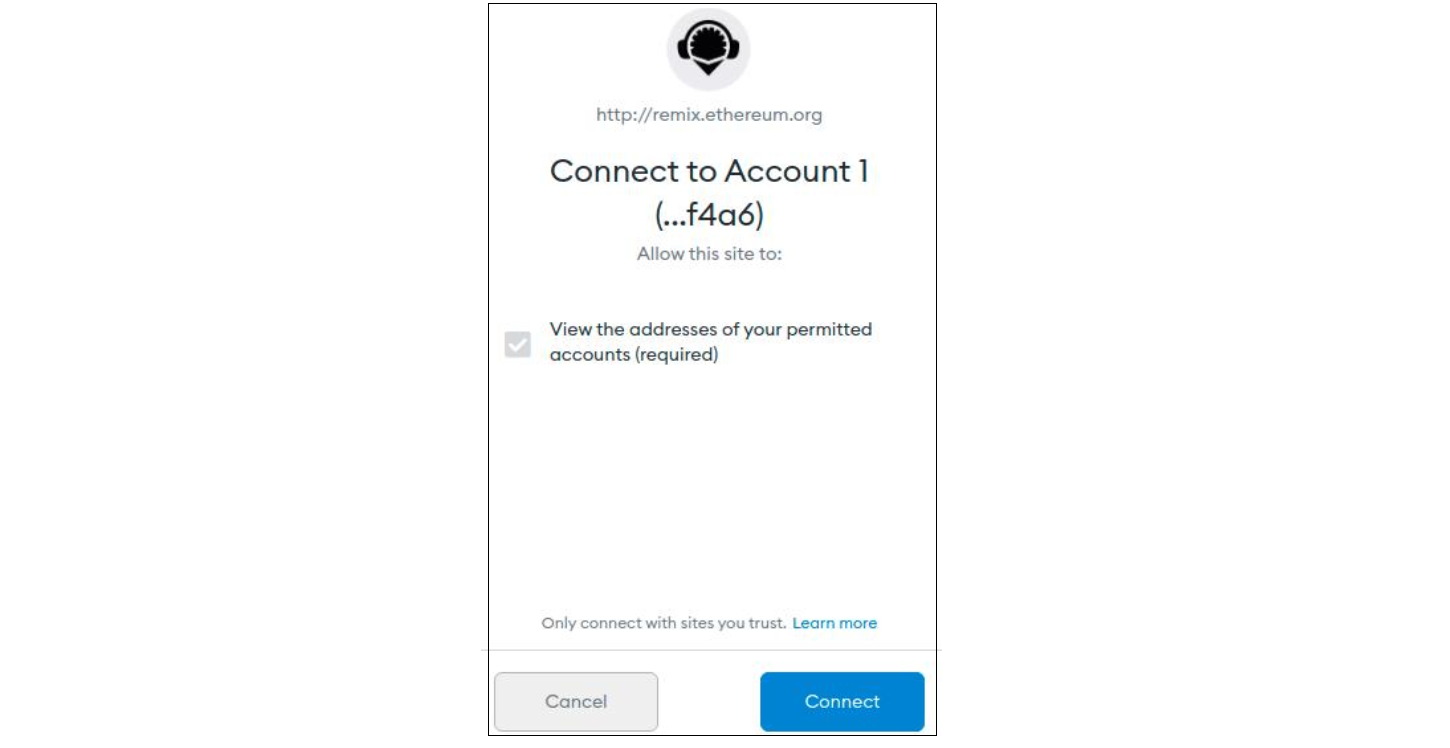 http://remix.ethereum.org
Connect to Account 1
(...f4a6)
Allow this site to:
View the addresses of your permitted
accounts (required)
Only connect with sites you trust. Learn more
Cancel
Connect